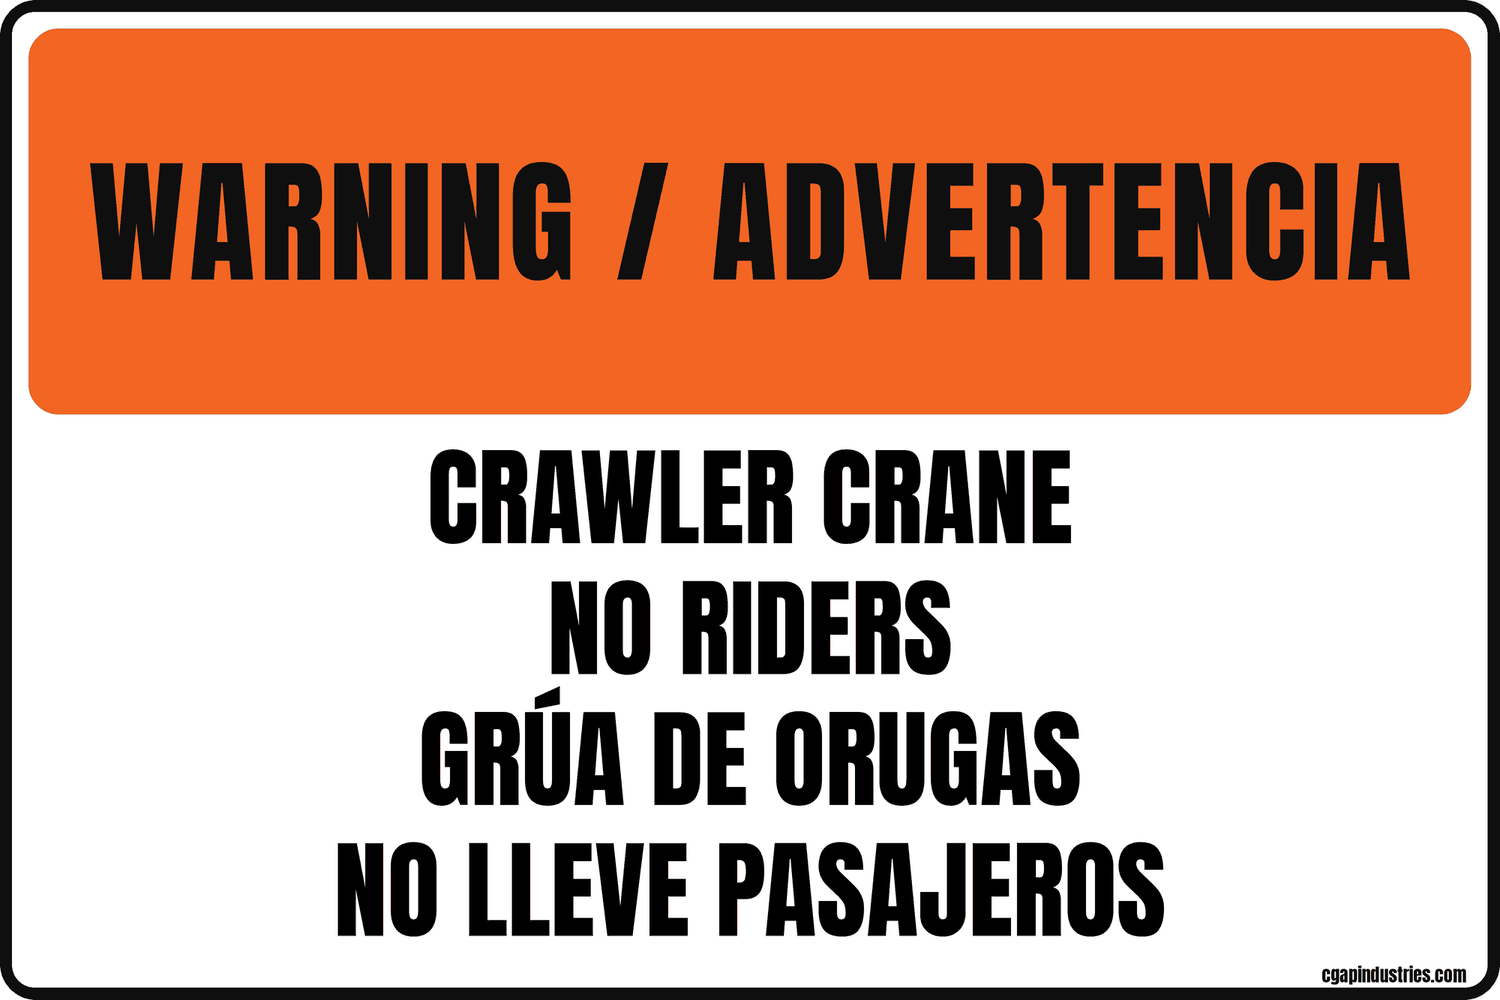 WARNING / ADVERTENCIA
CRAWLER CRANE
NO RIDERS
GRÚA DE ORUGAS
NO LLEVE PASAJEROS
cgapindustries.com